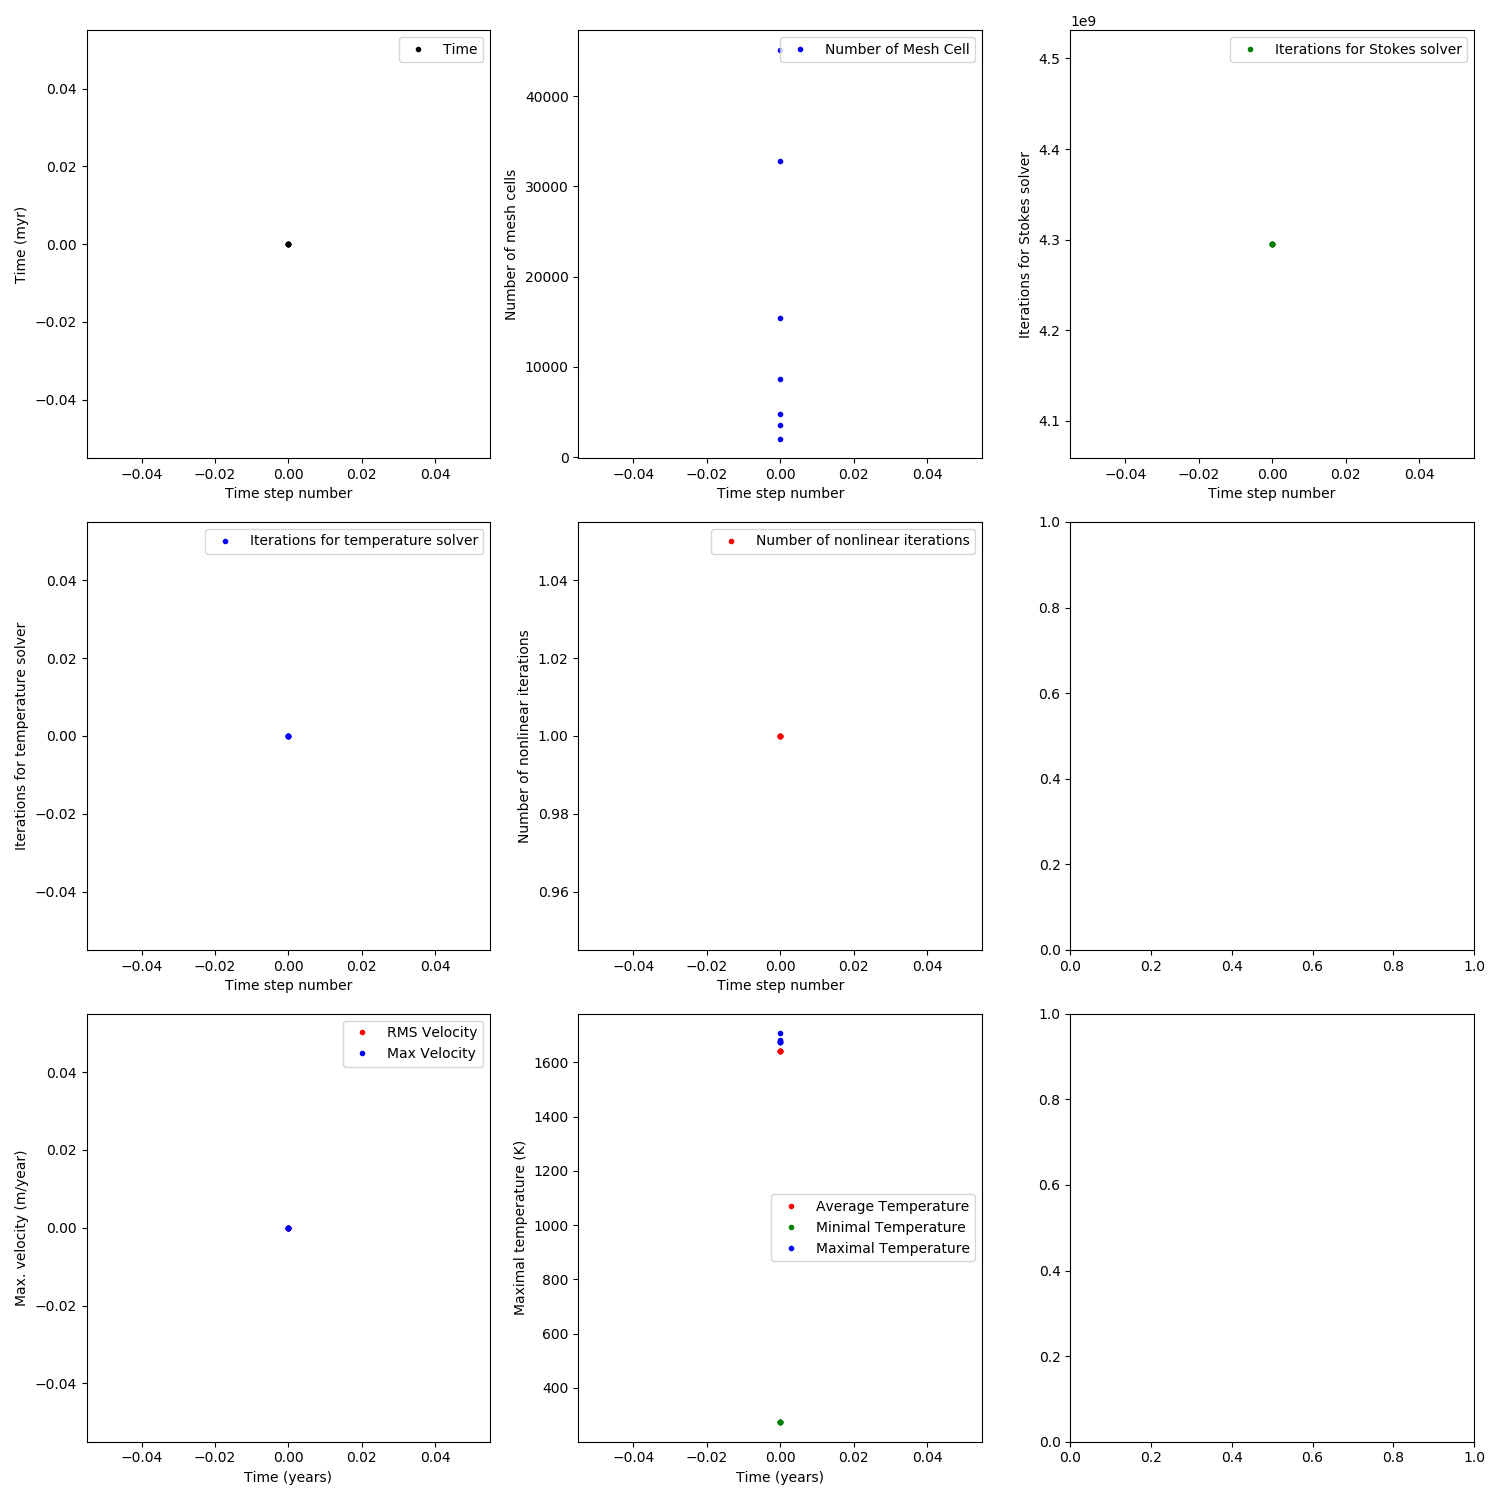 Time
Time (myr)
0.04
0.02
0.00
−0.02
−0.04
−0.04 −0.02 0.00 0.02 0.04
Time step number
Number of Mesh Cell
Number of mesh cells
40000
30000
20000
10000
0
−0.04 −0.02 0.00 0.02 0.04
Time step number
1e9
Iterations for Stokes solver
Iterations for Stokes solver
4.5
4.4
4.3
4.2
4.1
−0.04 −0.02 0.00 0.02 0.04
Time step number
Iterations for temperature solver
Iterations for temperature solver
0.04
0.02
0.00
−0.02
−0.04
−0.04 −0.02 0.00 0.02 0.04
Time step number
Number of nonlinear iterations
Number of nonlinear iterations
1.04
1.02
1.00
0.98
0.96
−0.04 −0.02 0.00 0.02 0.04
Time step number
1.0
0.8
0.6
0.4
0.2
0.0
0.0 0.2 0.4 0.6 0.8 1.0
RMS Velocity
Max Velocity
Max. velocity (m/year)
0.04
0.02
0.00
−0.02
−0.04
−0.04 −0.02 0.00 0.02 0.04
Time (years)
Maximal temperature (K)
1600
1400
1200
1000
800
600
400
Average Temperature
Minimal Temperature
Maximal Temperature
−0.04 −0.02 0.00 0.02 0.04
Time (years)
1.0
0.8
0.6
0.4
0.2
0.0
0.0 0.2 0.4 0.6 0.8 1.0